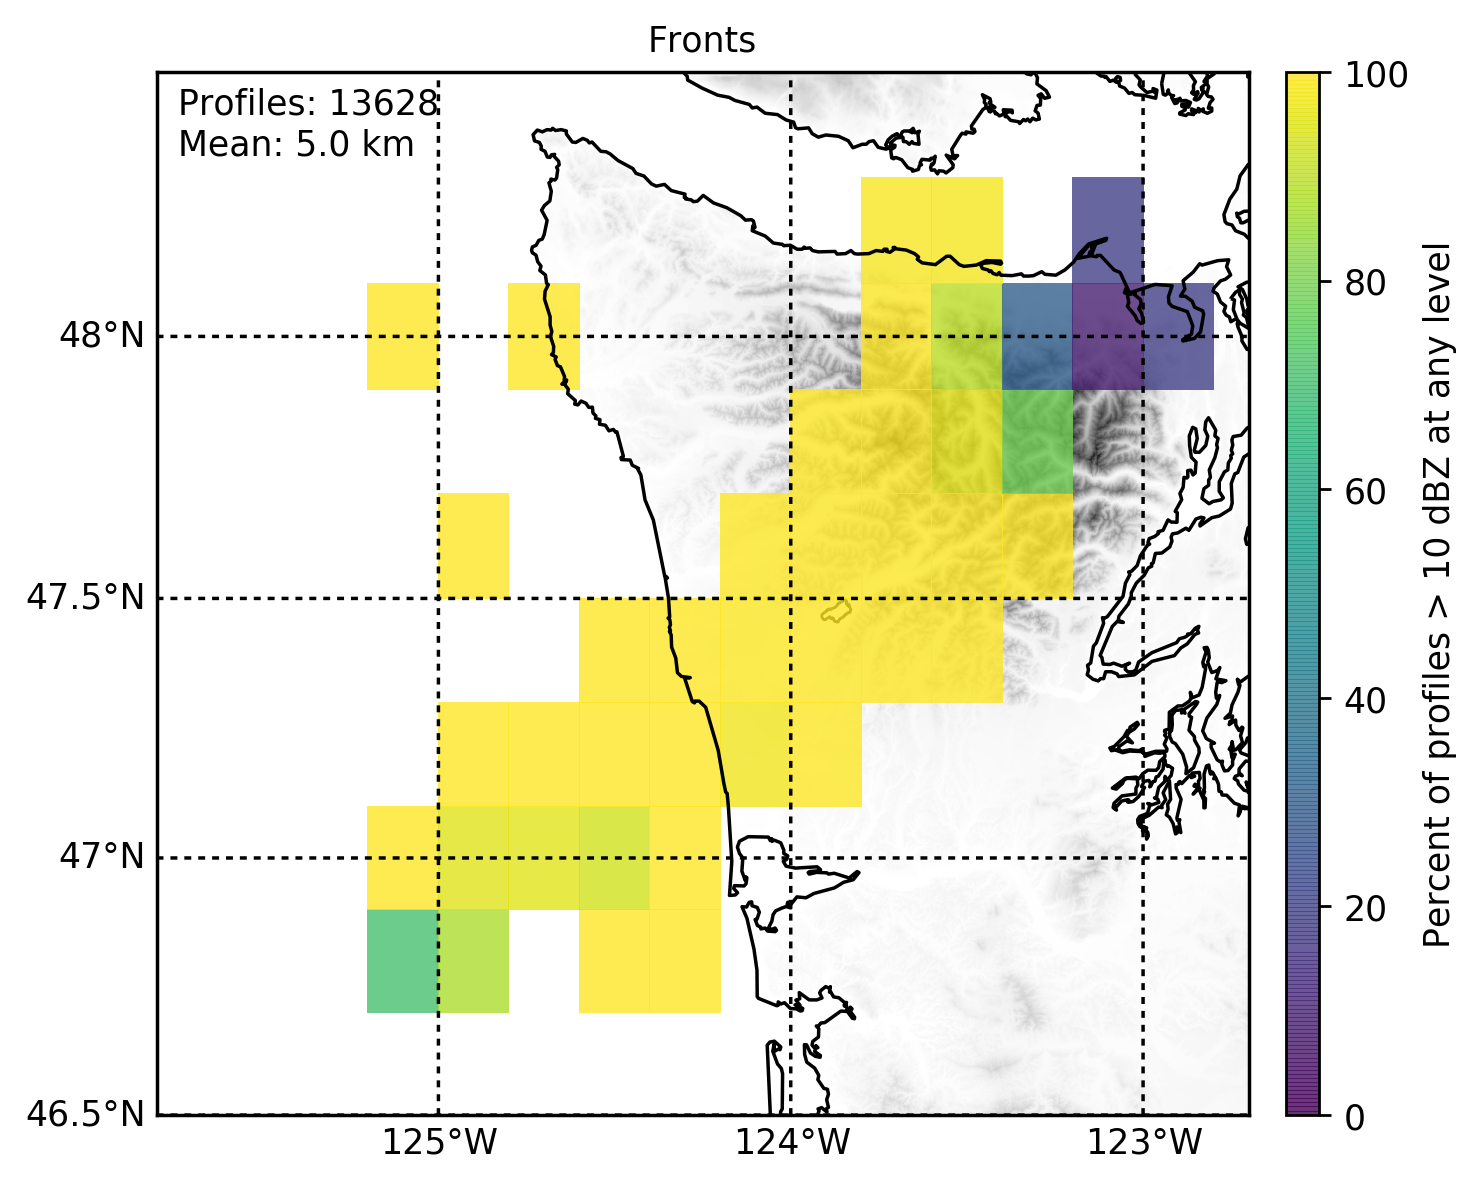 Fronts
Profiles: 13628
Mean: 5.0 km
48°N
47.5°N
47°N
46.5°N
125°W
124°W
123°W
100
80
60
40
20
0
Percent of profiles > 10 dBZ at any level